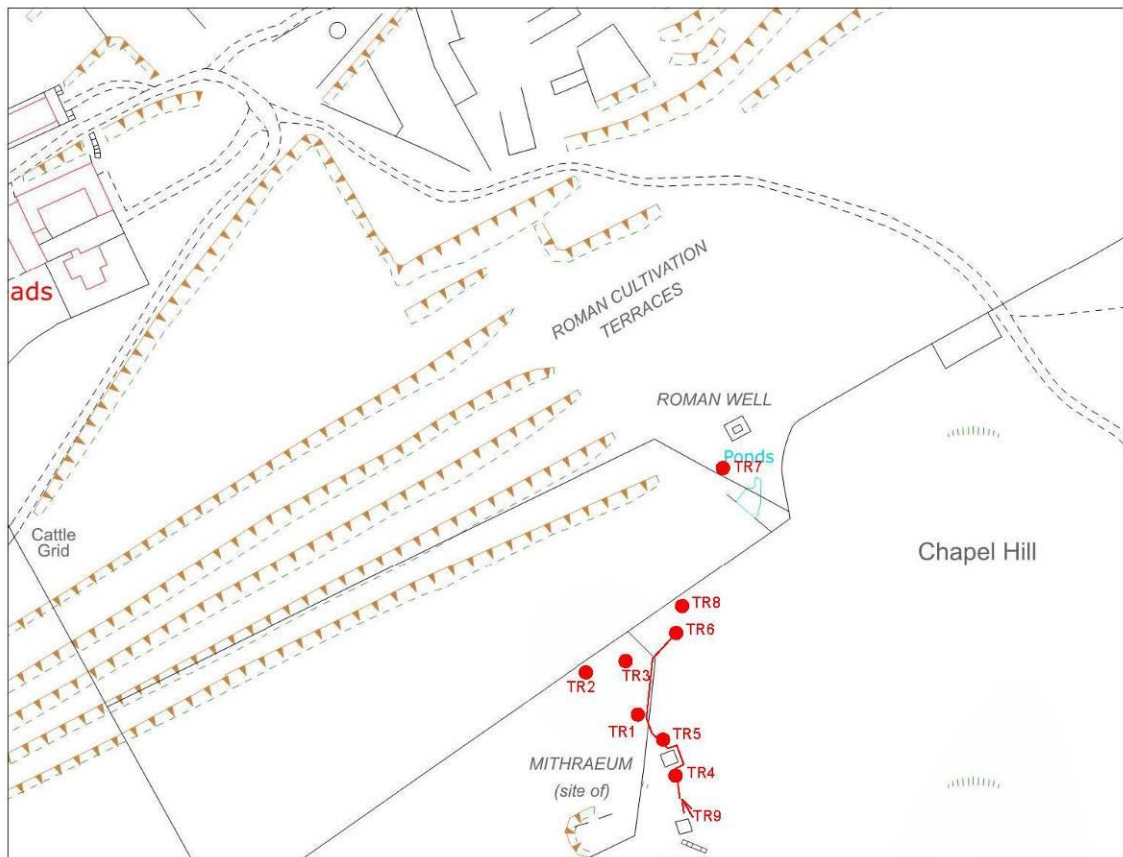 ads
ROMAN CULTIVATION
TERRACES
ROMAN WELL
Ponds
TR7
Cattle
Grid
Chapel Hill
TR8
TR6
TR3
TR2
TR1
TR5
MITHRAEUM
(site of)
TR4
TR9